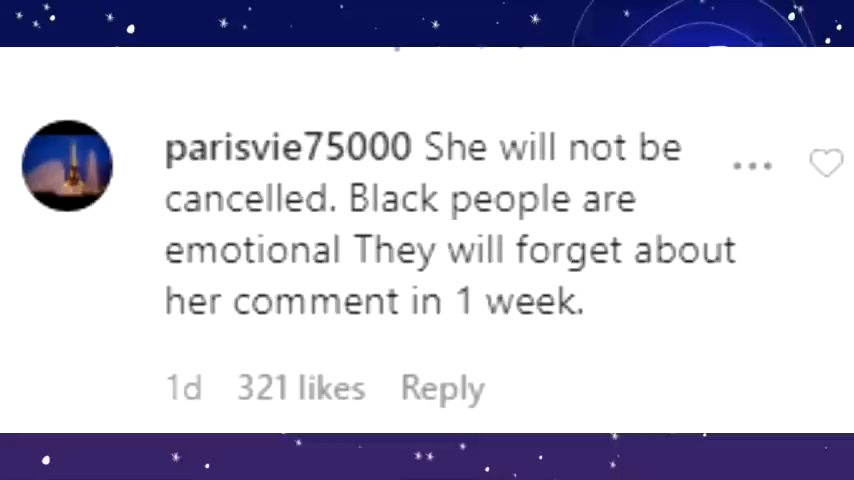 parisvie75000 She will not be
cancelled. Black people are
emotional They will forget about
her comment in 1 week.
1d 321 likes Reply